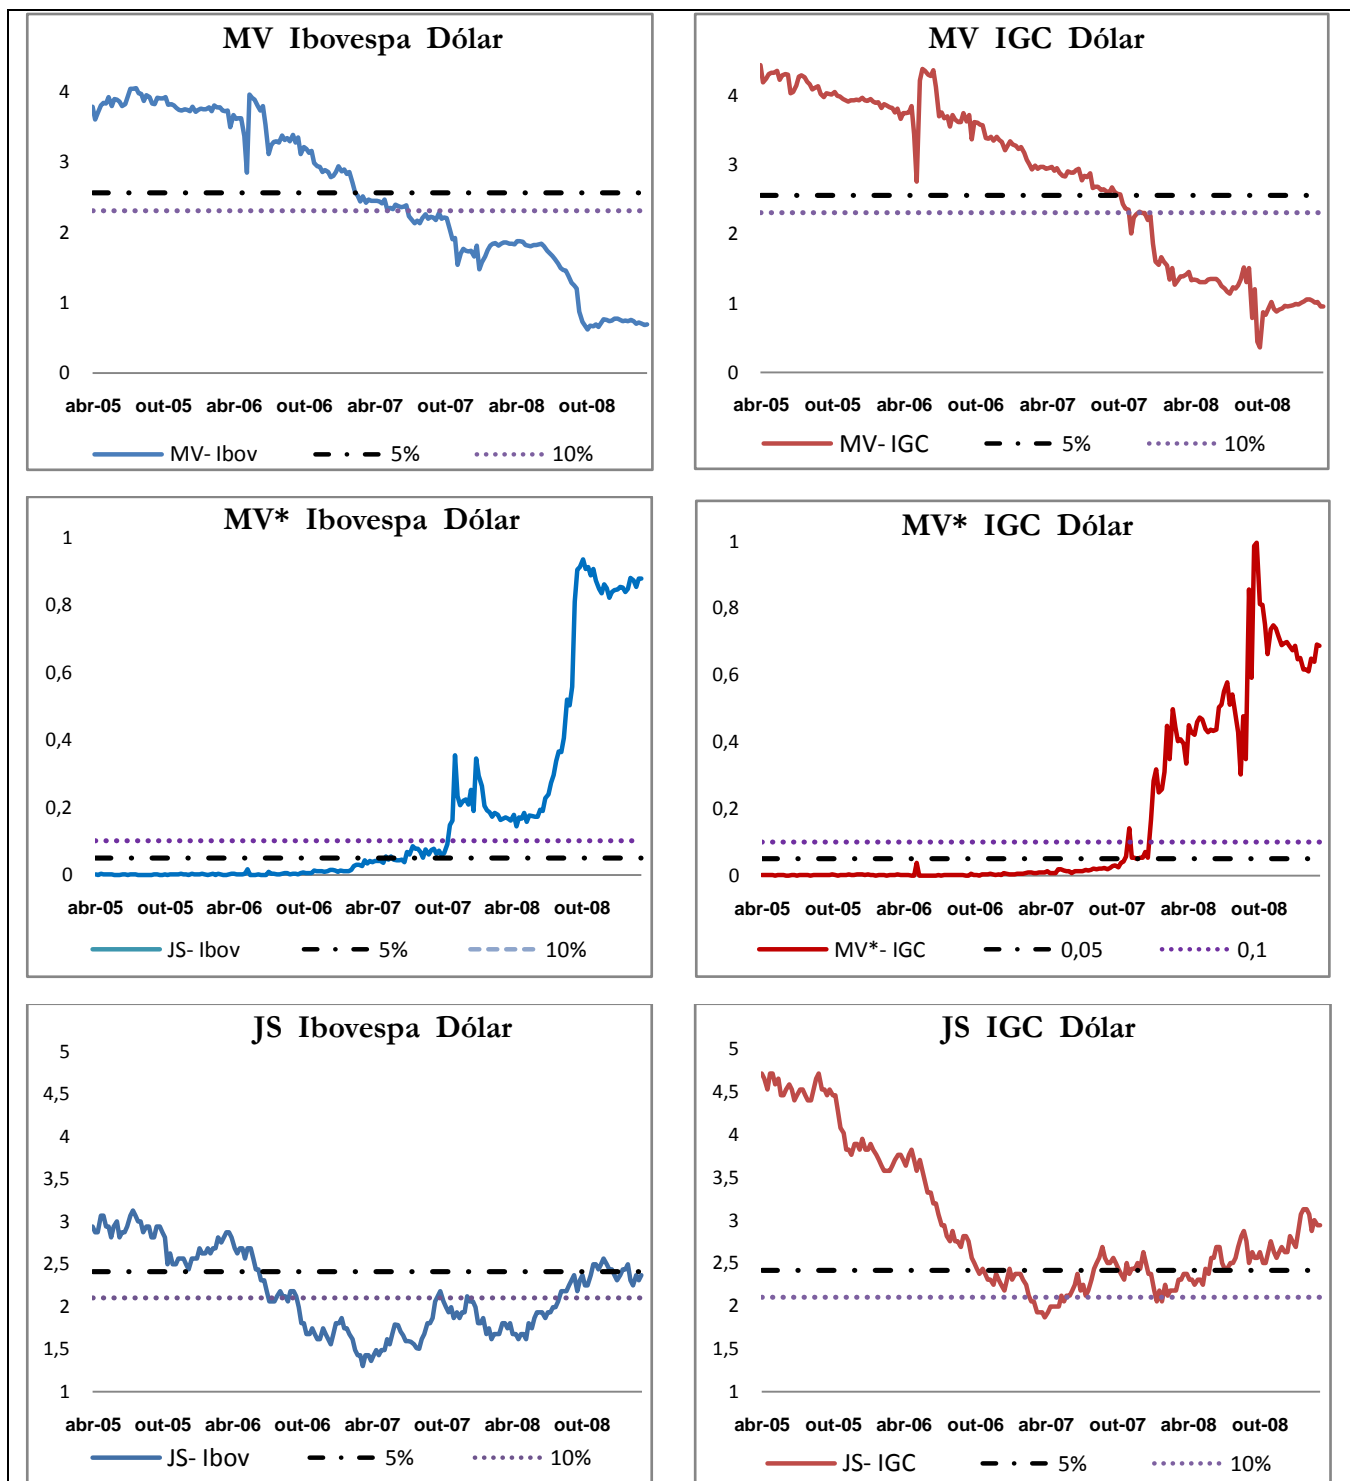 MV Ibovespa Dólar
4
3
2
1
0
abr-05 out-05 abr-06 out-06 abr-07 out-07 abr-08 out-08
MV- Ibov 5% 10%
MV IGC Dólar
4
3
2
1
0
abr-05 out-05 abr-06 out-06 abr-07 out-07 abr-08 out-08
MV- IGC 5% 10%
MV* Ibovespa Dólar
1
0,8
0,6
0,4
0,2
0
abr-05 out-05 abr-06 out-06 abr-07 out-07 abr-08 out-08
JS- Ibov 5% 10%
MV* IGC Dólar
1
0,8
0,6
0,4
0,2
0
abr-05 out-05 abr-06 out-06 abr-07 out-07 abr-08 out-08
MV*- IGC 0,05 0,1
JS Ibovespa Dólar
5
4,5
4
3,5
3
2,5
2
1,5
1
abr-05 out-05 abr-06 out-06 abr-07 out-07 abr-08 out-08
JS- Ibov 5% 10%
JS IGC Dólar
5
4,5
4
3,5
3
2,5
2
1,5
1
abr-05 out-05 abr-06 out-06 abr-07 out-07 abr-08 out-08
JS- IGC 5% 10%